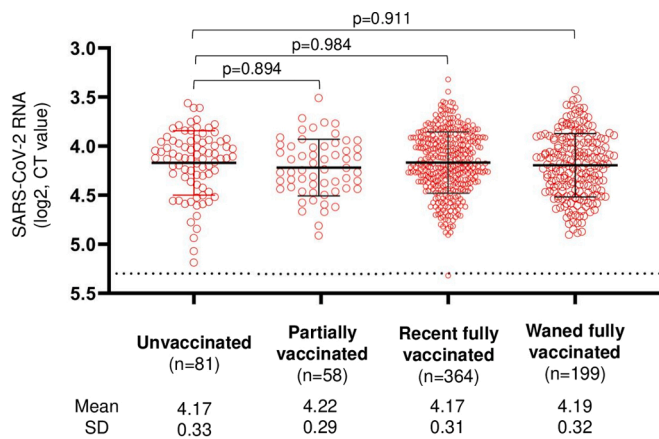 p=0.911
p=0.984
p=0.894
SARS-CoV-2 RNA
(log2, CT value)
3.0
3.5
4.0
4.5
5.0
5.5
Unvaccinated
(n=81)
Partially
vaccinated
(n=58)
Recent fully
vaccinated
(n=364)
Waned fully
vaccinated
(n=199)
Mean 4.17 4.22 4.17 4.19
SD 0.33 0.29 0.31 0.32